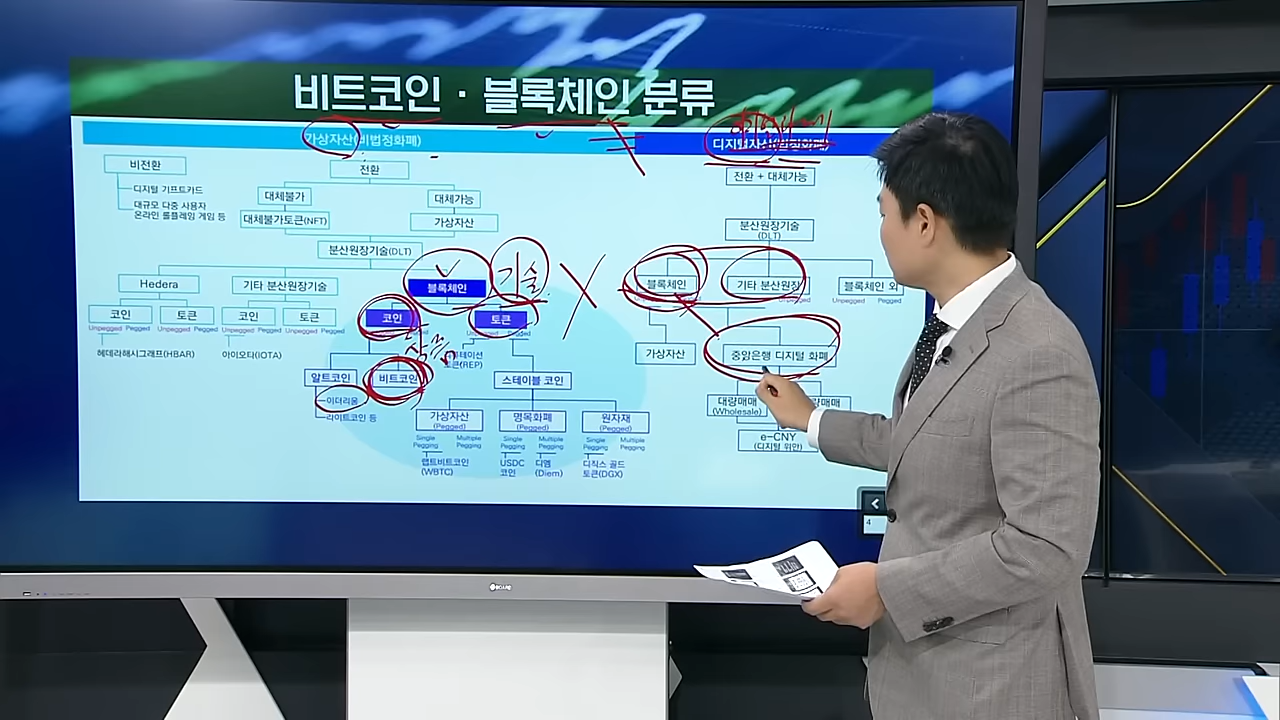 비트코인 · 블록체인 분류
가상자산(비법정화폐)
비전환
디지털 기프트카드
대규모 다중 사용자
온라인 롤플레잉 게임 등
전환
대체불가
대체가능
대체불가토큰(NFT)
가상자산
분산원장기술(DLT)
Hedera
기타 분산원장기술
블록체인
기술
코인
토큰
코인
토큰
코인
토큰
Unpegged Pegged
Unpegged Pegged
헤데라해시그래프(HBAR)
아이오타(IOTA)
알트코인
비트코인
이더리움
라이트코인 등
토큰(REP)
스테이블 코인
가상자산
(Pegged)
명목화폐
(Pegged)
원자재
(Pegged)
Single
Pegging
Multiple
Pegging
Single
Pegging
Multiple
Pegging
Single
Pegging
Multiple
Pegging
랩트비트코인
(WBTC)
USDC
코인
디엠
(Diem)
디직스 골드
토큰(DGX)
디지털자산(법정화폐)
전환 + 대체가능
분산원장기술
(DLT)
블록체인
기타 분산원장
블록체인 외
Unpegged Pegged
가상자산
중앙은행 디지털 화폐
대량매매
(Wholesale)
e-CNY
(디지털 위안)
4